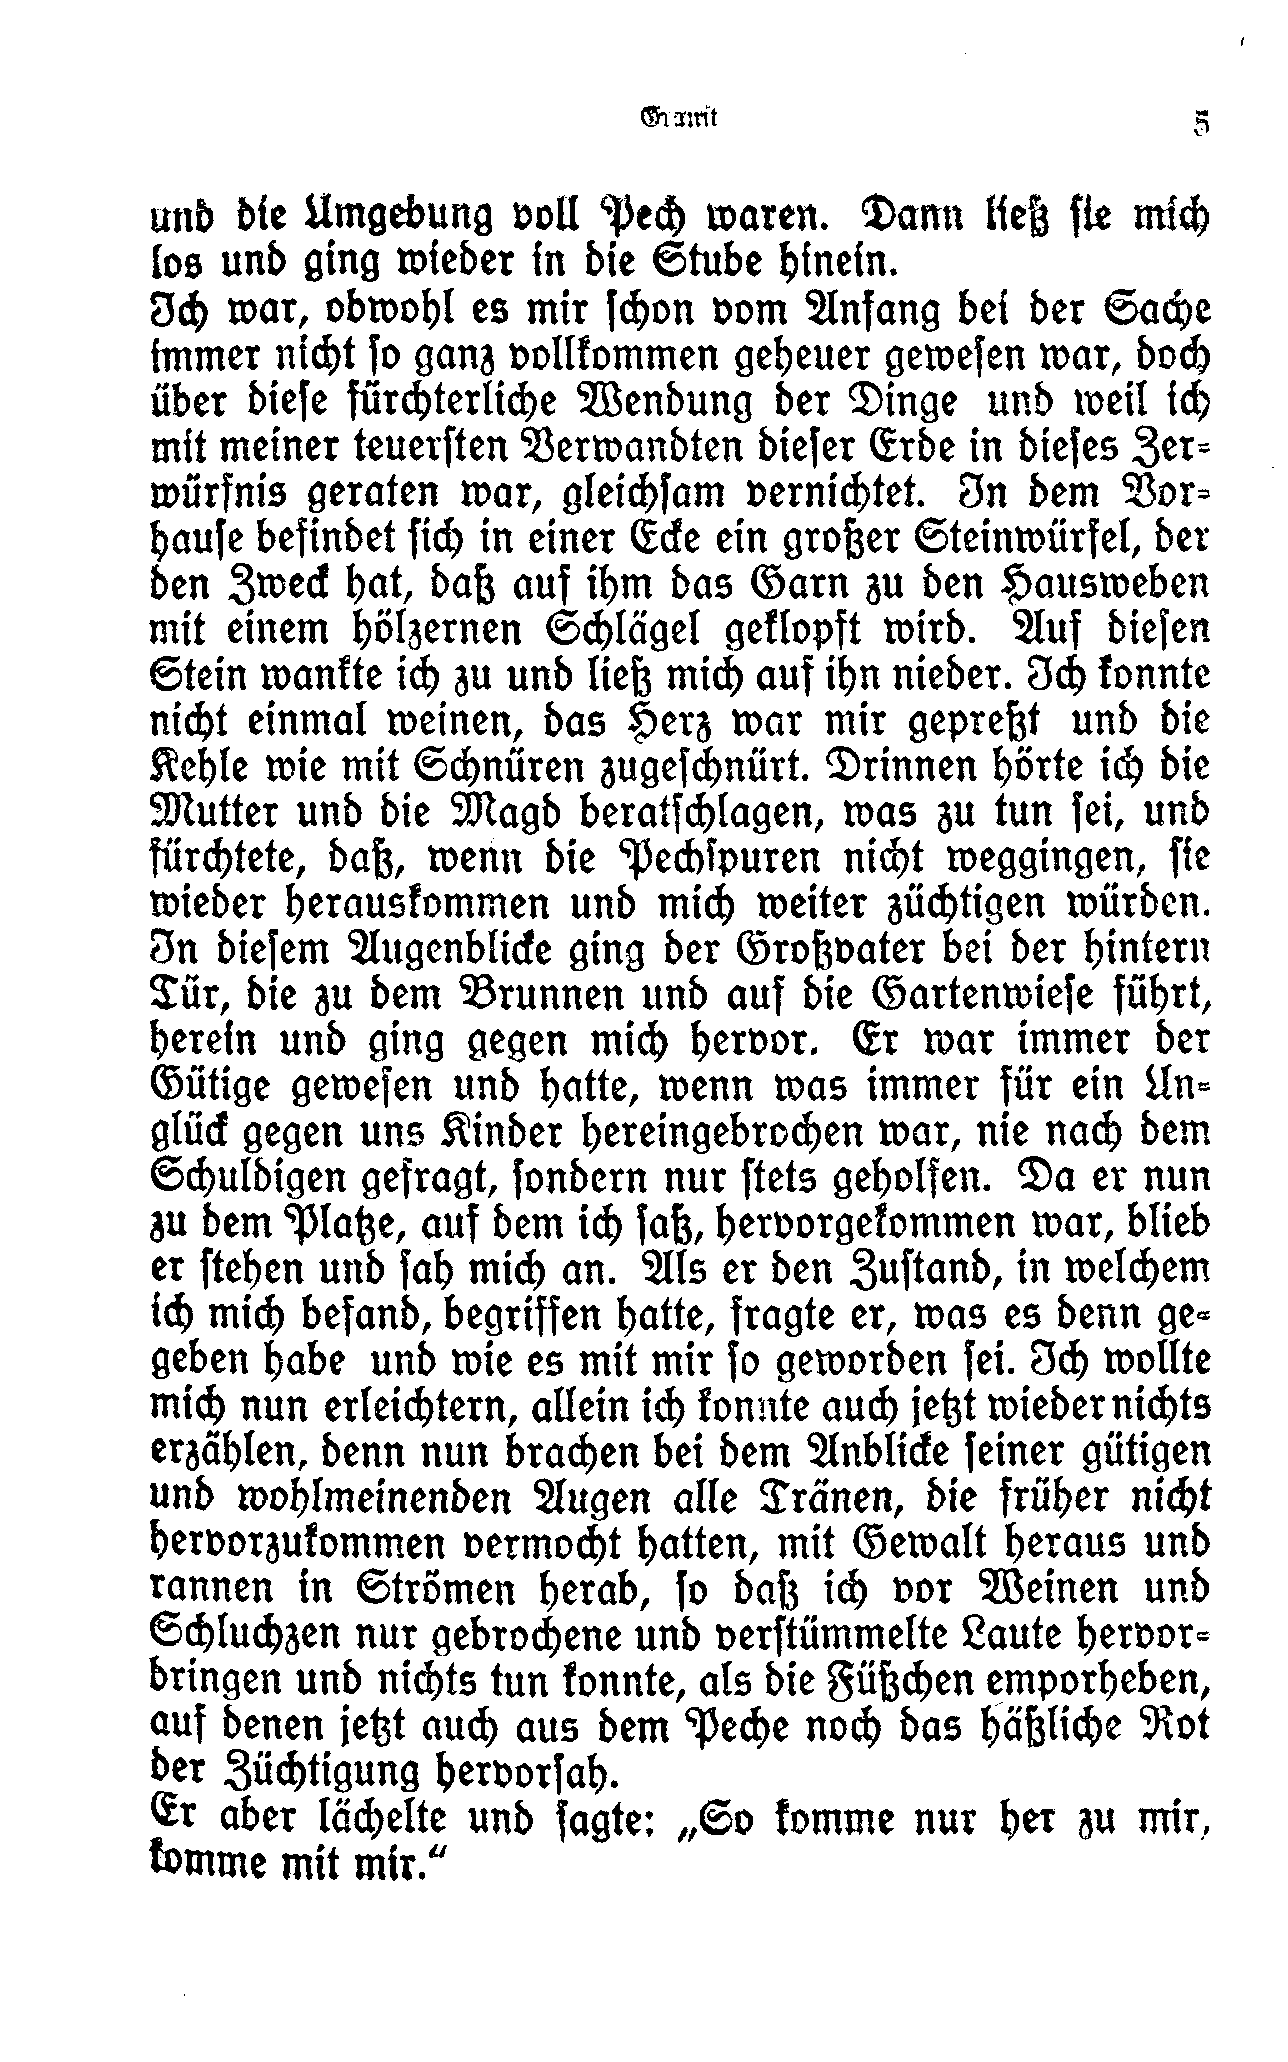 Granit 5
und die Umgebung voll Pech waren. Dann ließ sie mich
los und ging wieder in die Stube hinein.
Ich war, obwohl es mir schon vom Anfang bei der Sache
immer nicht so ganz vollkommen geheuer gewesen war, doch
über diese fürchterliche Wendung der Dinge und weil ich
mit meiner teuersten Verwandten dieser Erde in dieses Zer-
würfnis geraten war, gleichsam vernichtet. In dem Vor-
hause befindet sich in einer Ecke ein großer Steinwürfel, der
den Zweck hat, daß auf ihm das Garn zu den Hausweben
mit einem hölzernen Schlägel geklopft wird. Auf diesen
Stein wankte ich zu und ließ mich auf ihn nieder. Ich konnte
nicht einmal weinen, das Herz war mir gepreßt und die
Kehle wie mit Schnüren zugeschnürt. Drinnen hörte ich die
Mutter und die Magd beratschlagen, was zu tun sei, und
fürchtete, daß, wenn die Pechspuren nicht weggingen, sie
wieder herauskommen und mich weiter züchtigen würden.
In diesem Augenblicke ging der Großvater bei der hintern
Tür, die zu dem Brunnen und auf die Gartenwiese führt,
herein und ging gegen mich hervor. Er war immer der
Gütige gewesen und hatte, wenn was immer für ein Un-
glück gegen uns Kinder hereingebrochen war, nie nach dem
Schuldigen gefragt, sondern nur stets geholfen. Da er nun
zu dem Platze, auf dem ich saß, hervorgekommen war, blieb
er stehen und sah mich an. Als er den Zustand, in welchem
ich mich befand, begriffen hatte, fragte er, was es denn ge-
geben habe und wie es mit mir so geworden sei. Ich wollte
mich nun erleichtern, allein ich konnte auch jetzt wieder nichts
erzählen, denn nun brachen bei dem Anblicke seiner gütigen
und wohlmeinenden Augen alle Tränen, die früher nicht
hervorzukommen vermocht hatten, mit Gewalt heraus und
rannen in Strömen herab, so daß ich vor Weinen und
Schluchzen nur gebrochene und verstümmelte Laute hervor-
bringen und nichts tun konnte, als die Füßchen emporheben,
auf denen jetzt auch aus dem Peche noch das häßliche Rot
der Züchtigung hervorsah.
Er aber lächelte und sagte: „So komme nur her zu mir,
komme mit mir.“